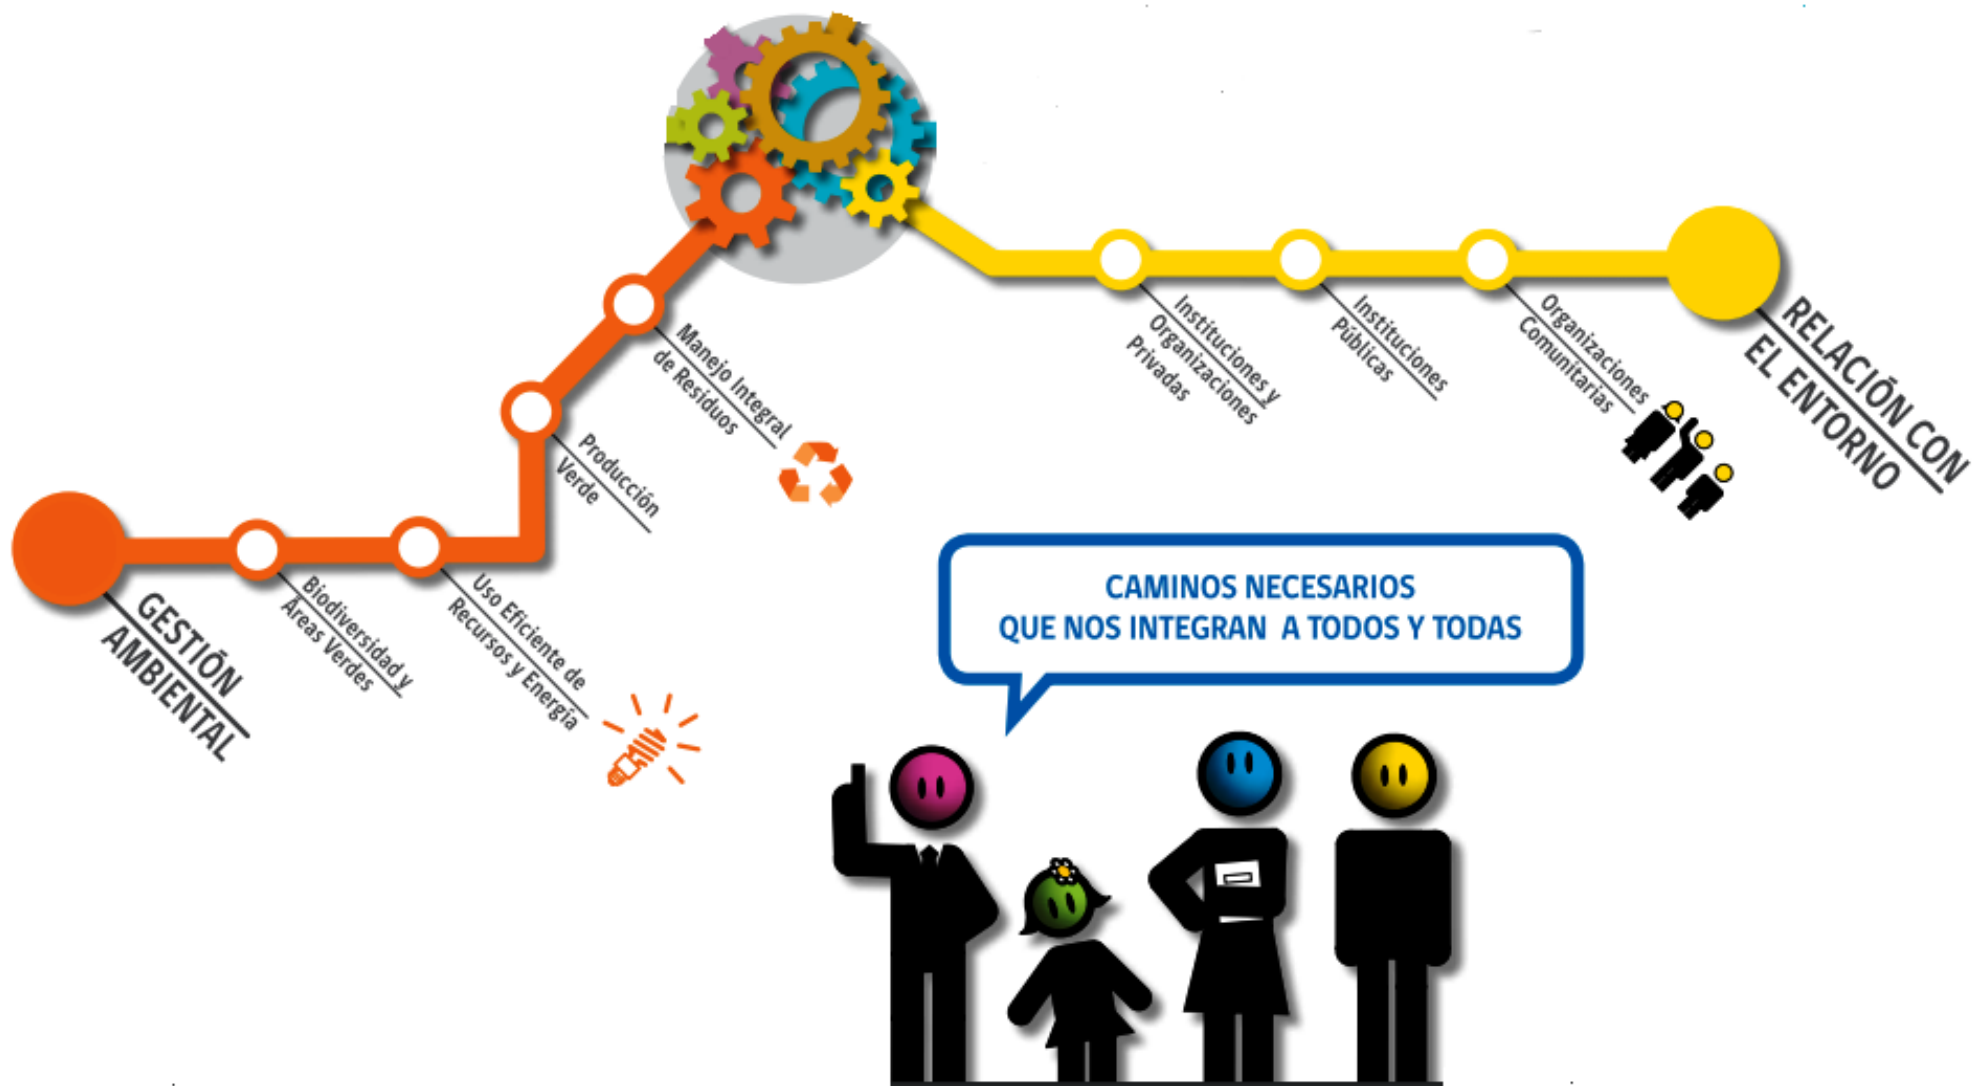 Manejo Integral
de Residuos
Producción
Verde
GESTIÓN
AMBIENTAL
Biodiversidad y
Áreas Verdes
Uso Eficiente de
Recursos y Energía
Instituciones y
Organizaciones
Privadas
Instituciones
Públicas
Organizaciones
Comunitarias
RELACIÓN CON
EL ENTORNO
CAMINOS NECESARIOS
QUE NOS INTEGRAN A TODOS Y TODAS